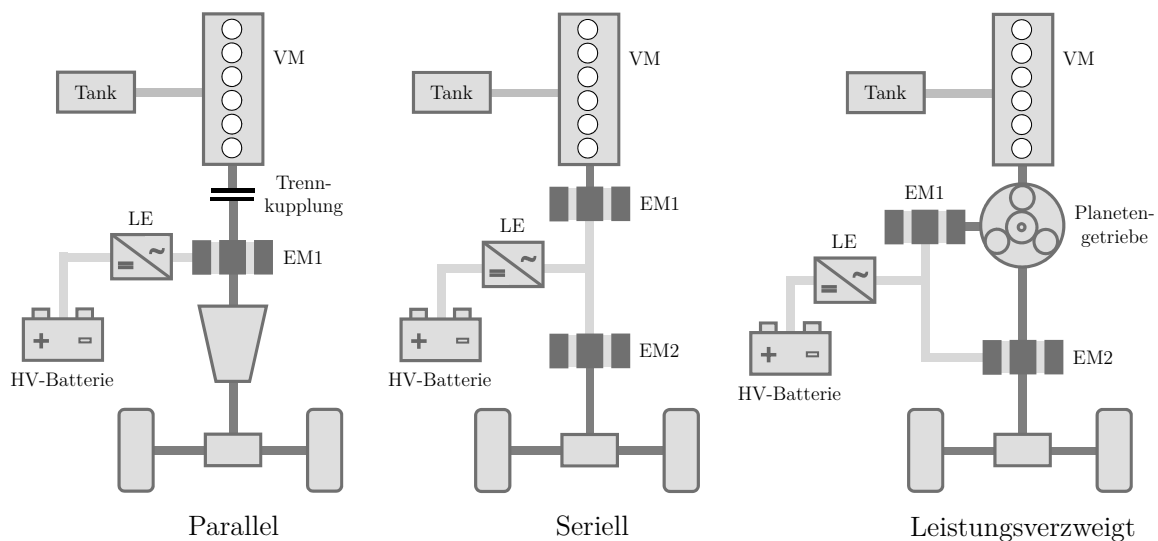 VM
Tank
Trenn-
kupplung
LE
EM1
HV-Batterie
Parallel
VM
Tank
EM1
LE
EM2
HV-Batterie
Seriell
VM
Tank
EM1
Planeten-
getriebe
LE
EM2
HV-Batterie
Leistungsverzweigt